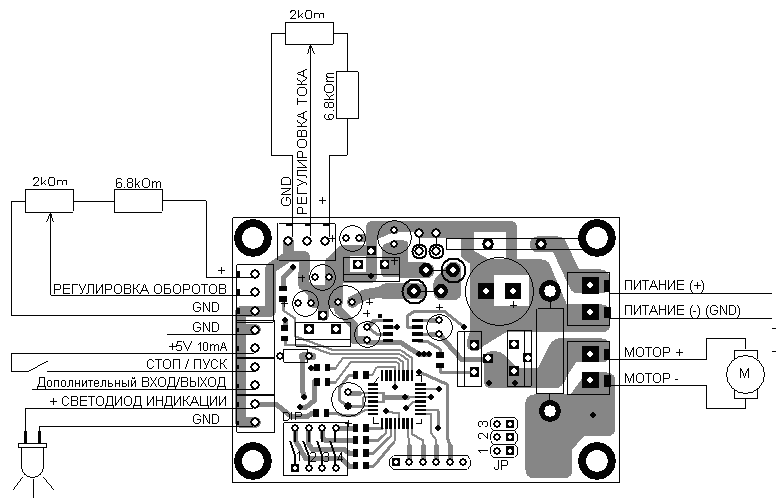 2kOm
РЕГУЛИРОВКА ТОКА
6.8kOm
GND
+
2kOm
6.8kOm
+
РЕГУЛИРОВКА ОБОРОТОВ
GND
GND
+5V 10mA
СТОП / ПУСК
Дополнительный ВХОД/ВЫХОД
+ СВЕТОДИОД ИНДИКАЦИИ
GND
ПИТАНИЕ (+)
ПИТАНИЕ (-) (GND)
МОТОР +
МОТОР -
M
DIP
1 2 3 4
1 2 3
JP